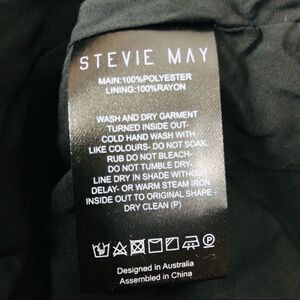 STEVIE MAY
MAIN:100%POLYESTER
LINING:100%RAYON
WASH AND DRY GARMENT
TURNED INSIDE OUT-
COLD HAND WASH WITH
LIKE COLOURS- DO NOT SOAK.
RUB DO NOT BLEACH-
DO NOT TUMBLE DRY-
LINE DRY IN SHADE WITHOUT
DELAY- OR WARM STEAM IRON
INSIDE OUT TO ORIGINAL SHAPE -
DRY CLEAN (P)
P
Designed in Australia
Assembled in China